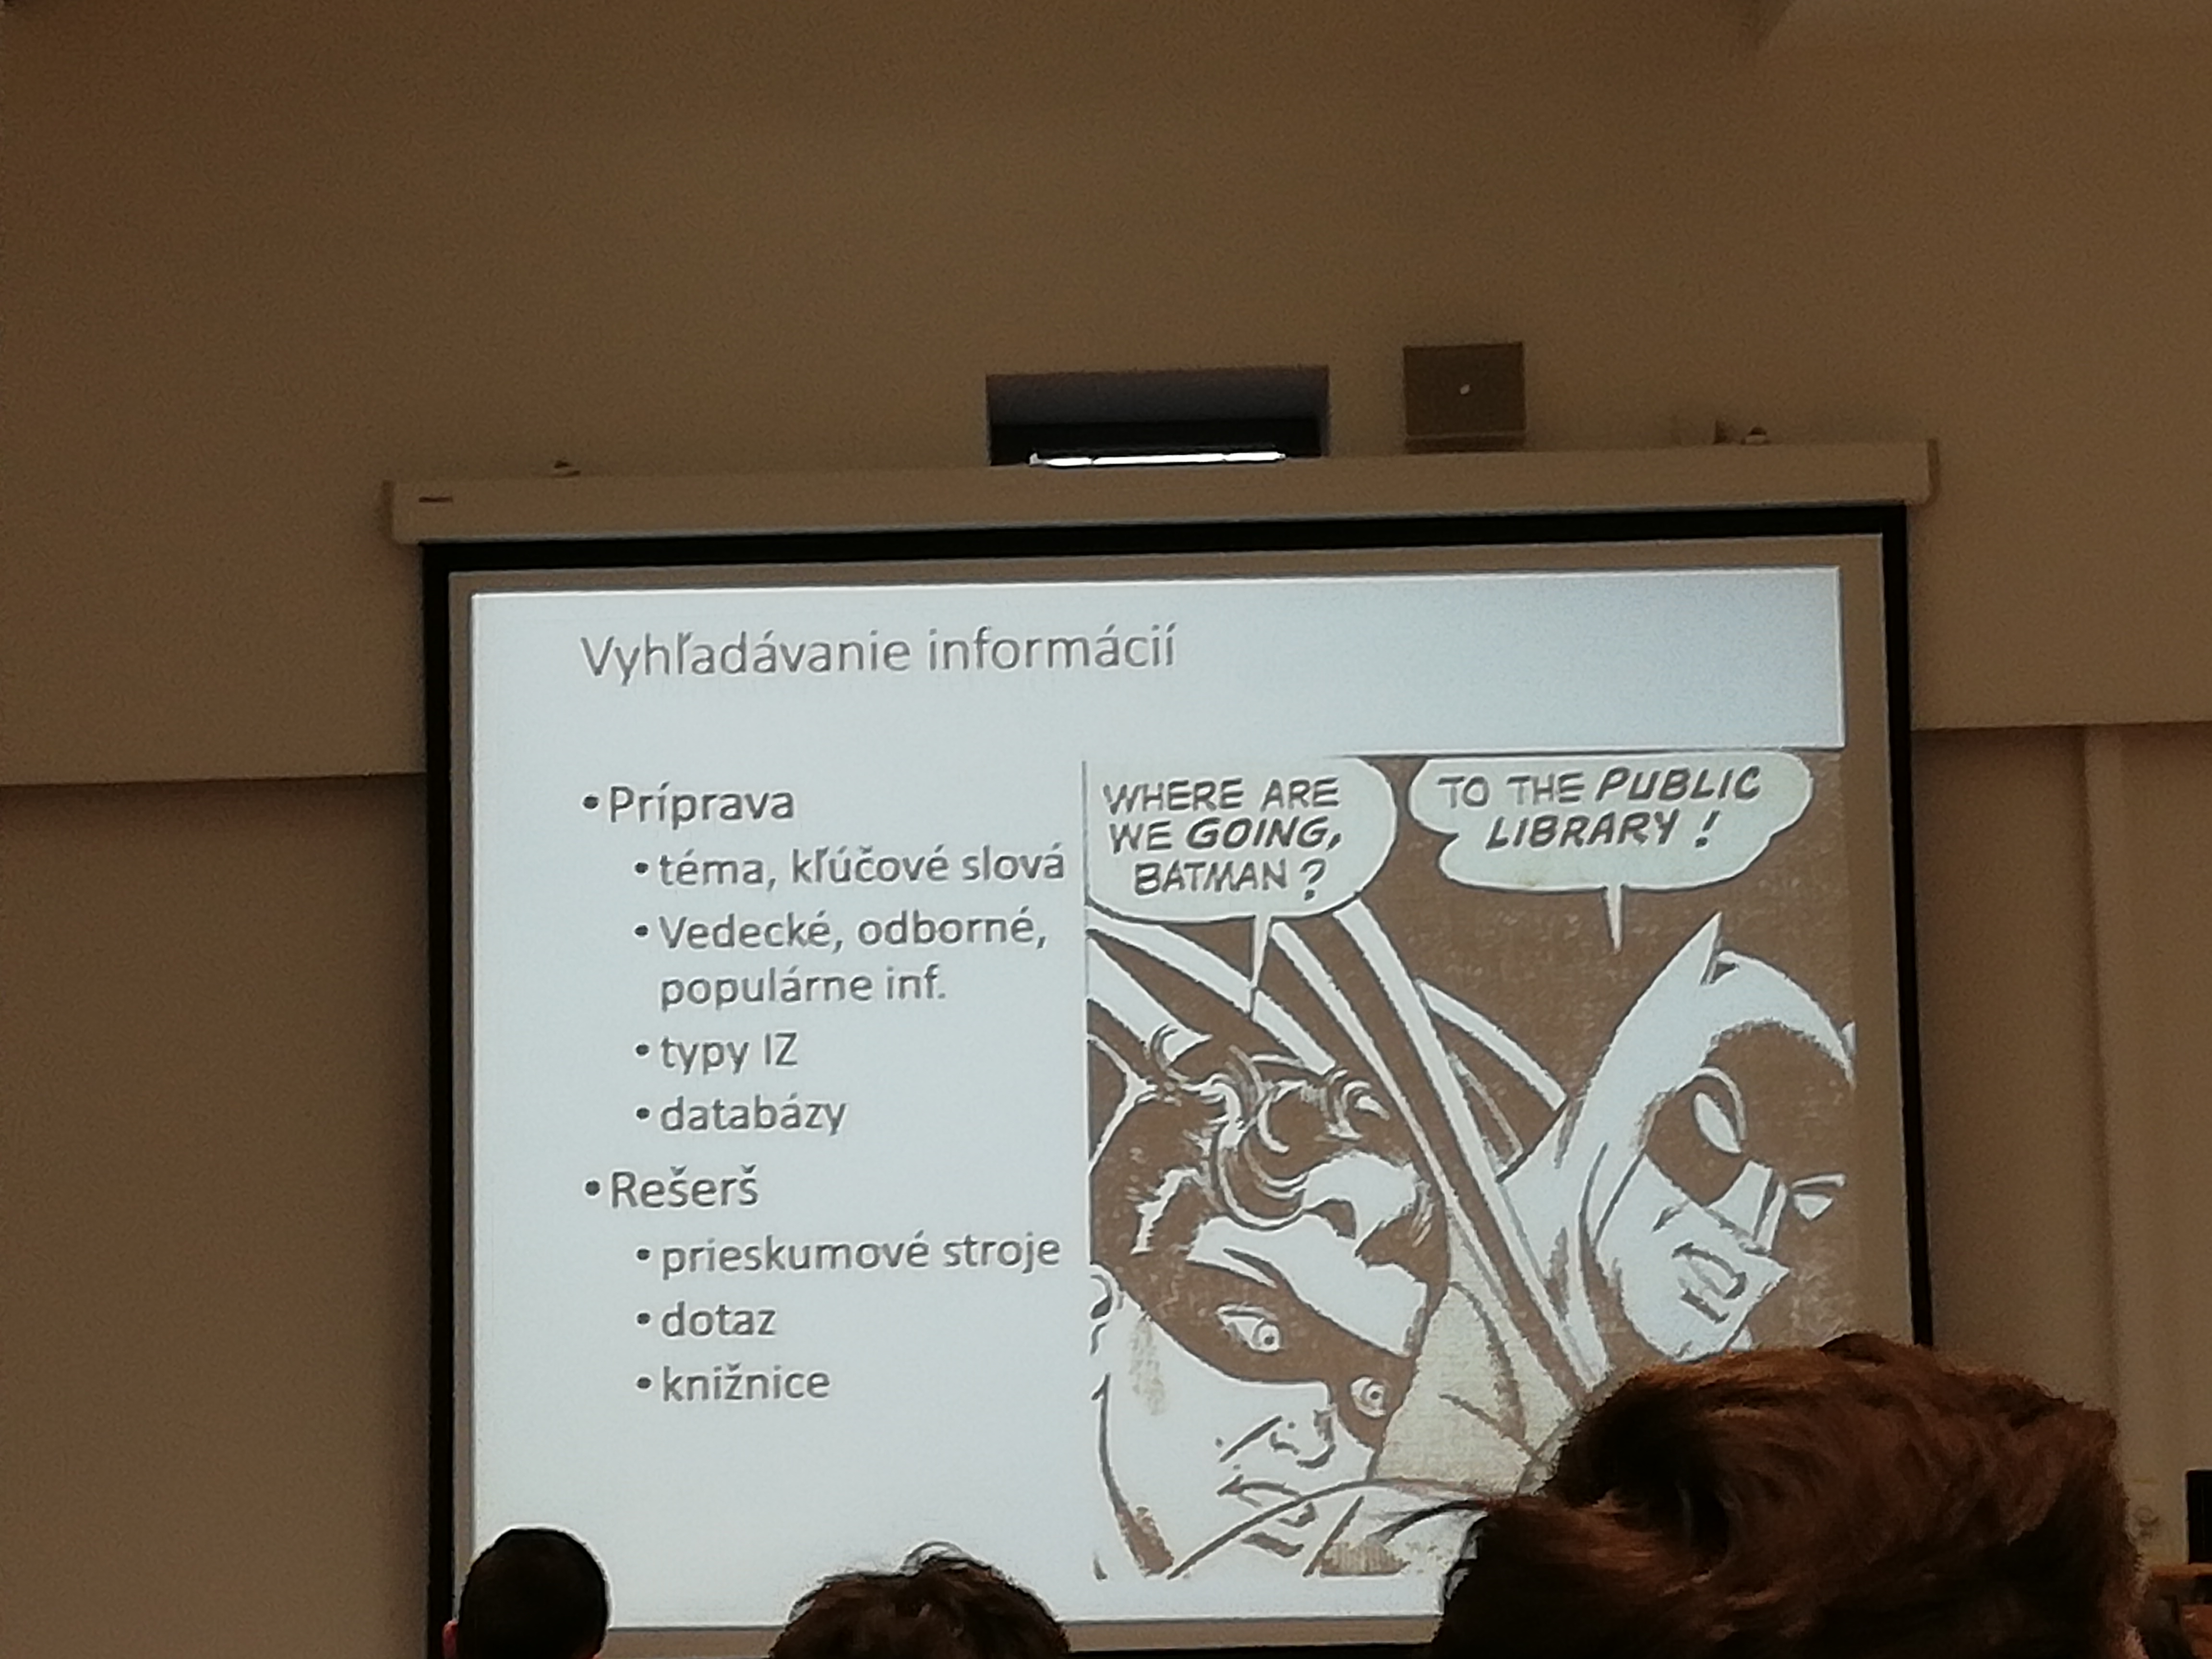 Vyhľadávanie informácií
• Príprava
• téma, kľúčové slová
• Vedecké, odborné,
populárne inf.
• typy IZ
• databázy
• Rešerš
• prieskumové stroje
• dotaz
• knižnice
WHERE ARE
WE GOING,
BATMAN?
TO THE PUBLIC
LIBRARY!